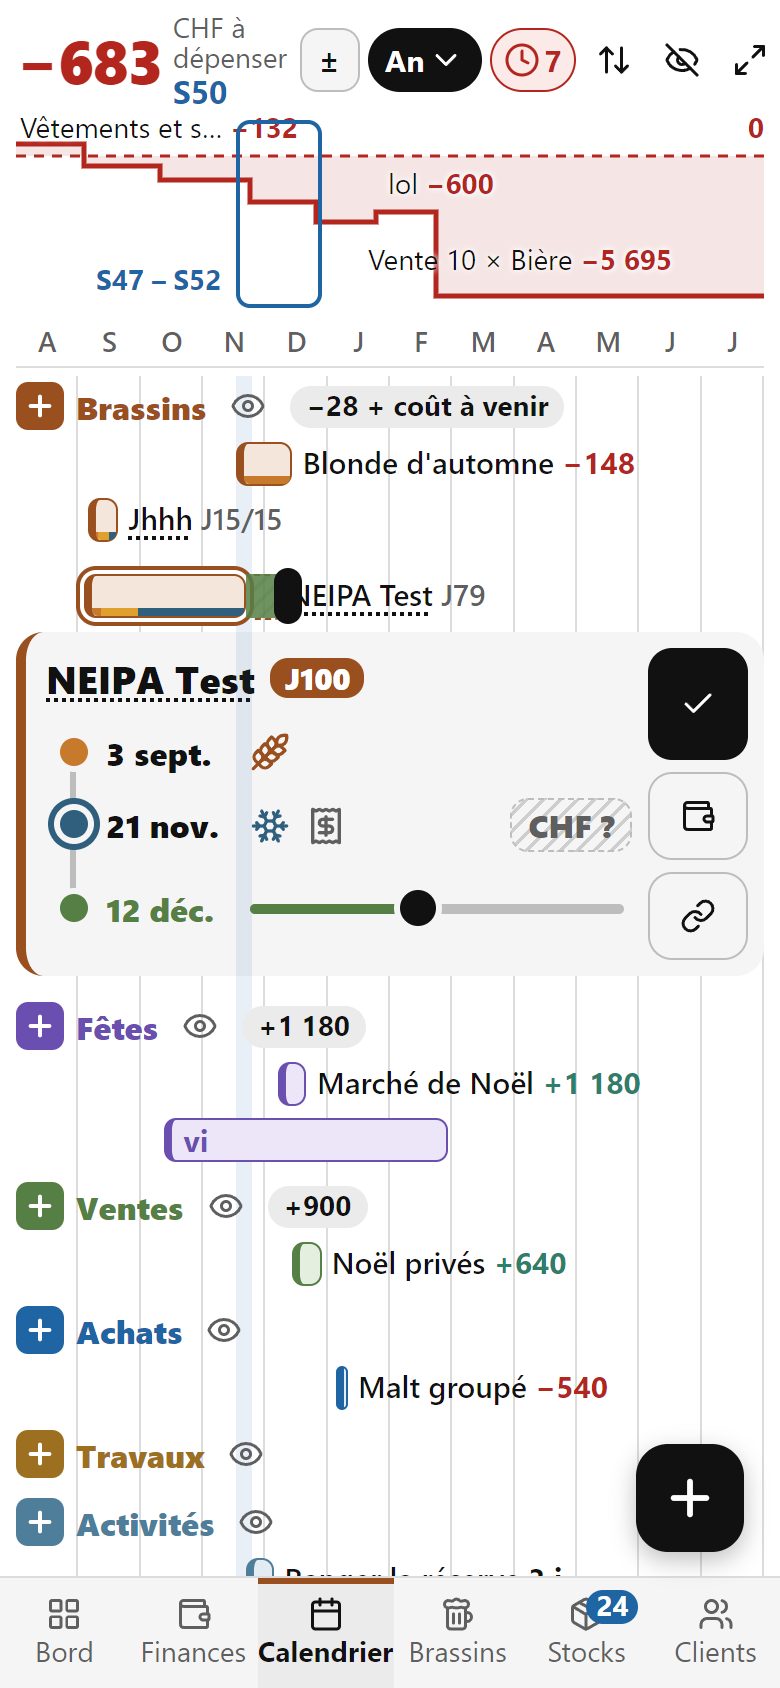 −683
CHF à
dépenser
S50
±
An
7
Vêtements et s... −132
0
lol −600
Vente 10 × Bière −5 695
S47 – S52
A S O N D J F M A M J J
Brassins
−28 + coût à venir
Blonde d'automne −148
Jhhh J15/15
NEIPA Test J79
NEIPA Test J100
3 sept.
21 nov.
CHF ?
12 déc.
Fêtes
+1 180
Marché de Noël +1 180
vi
Ventes
+900
Noël privés +640
Achats
Malt groupé −540
Travaux
Activités
24
Bord Finances Calendrier Brassins Stocks Clients